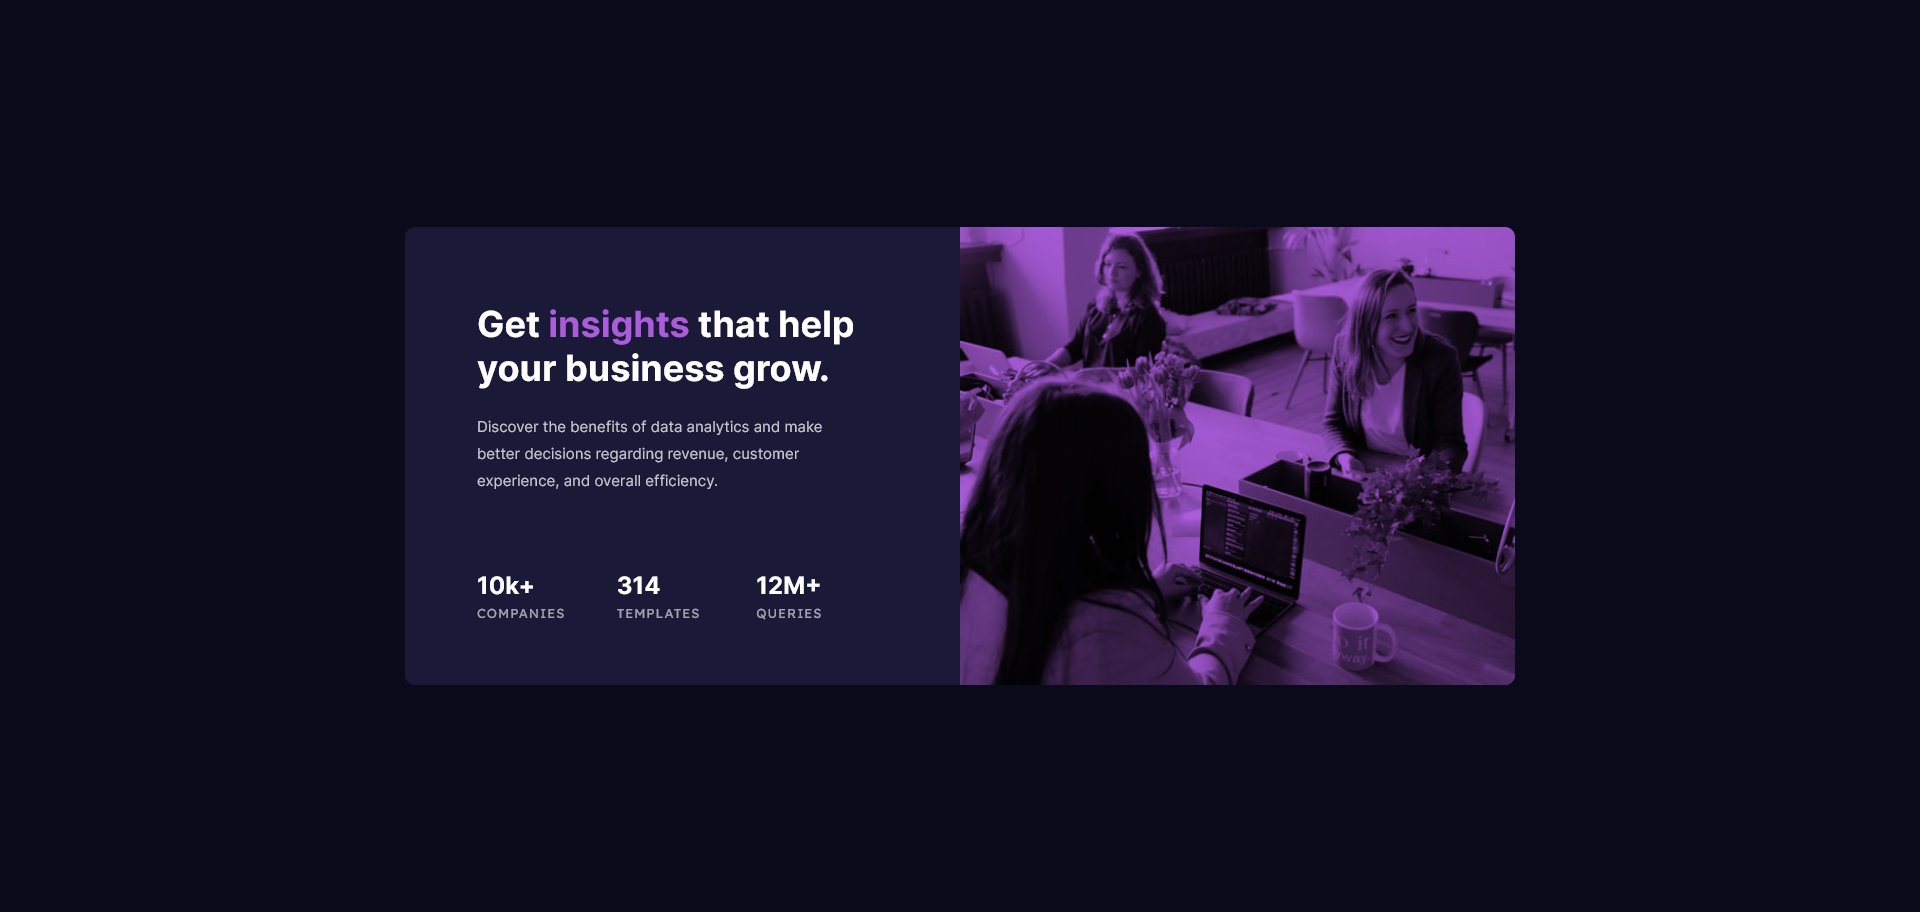 Get insights that help
your business grow.
Discover the benefits of data analytics and make
better decisions regarding revenue, customer
experience, and overall efficiency.
10k+ 314 12M+
COMPANIES TEMPLATES QUERIES